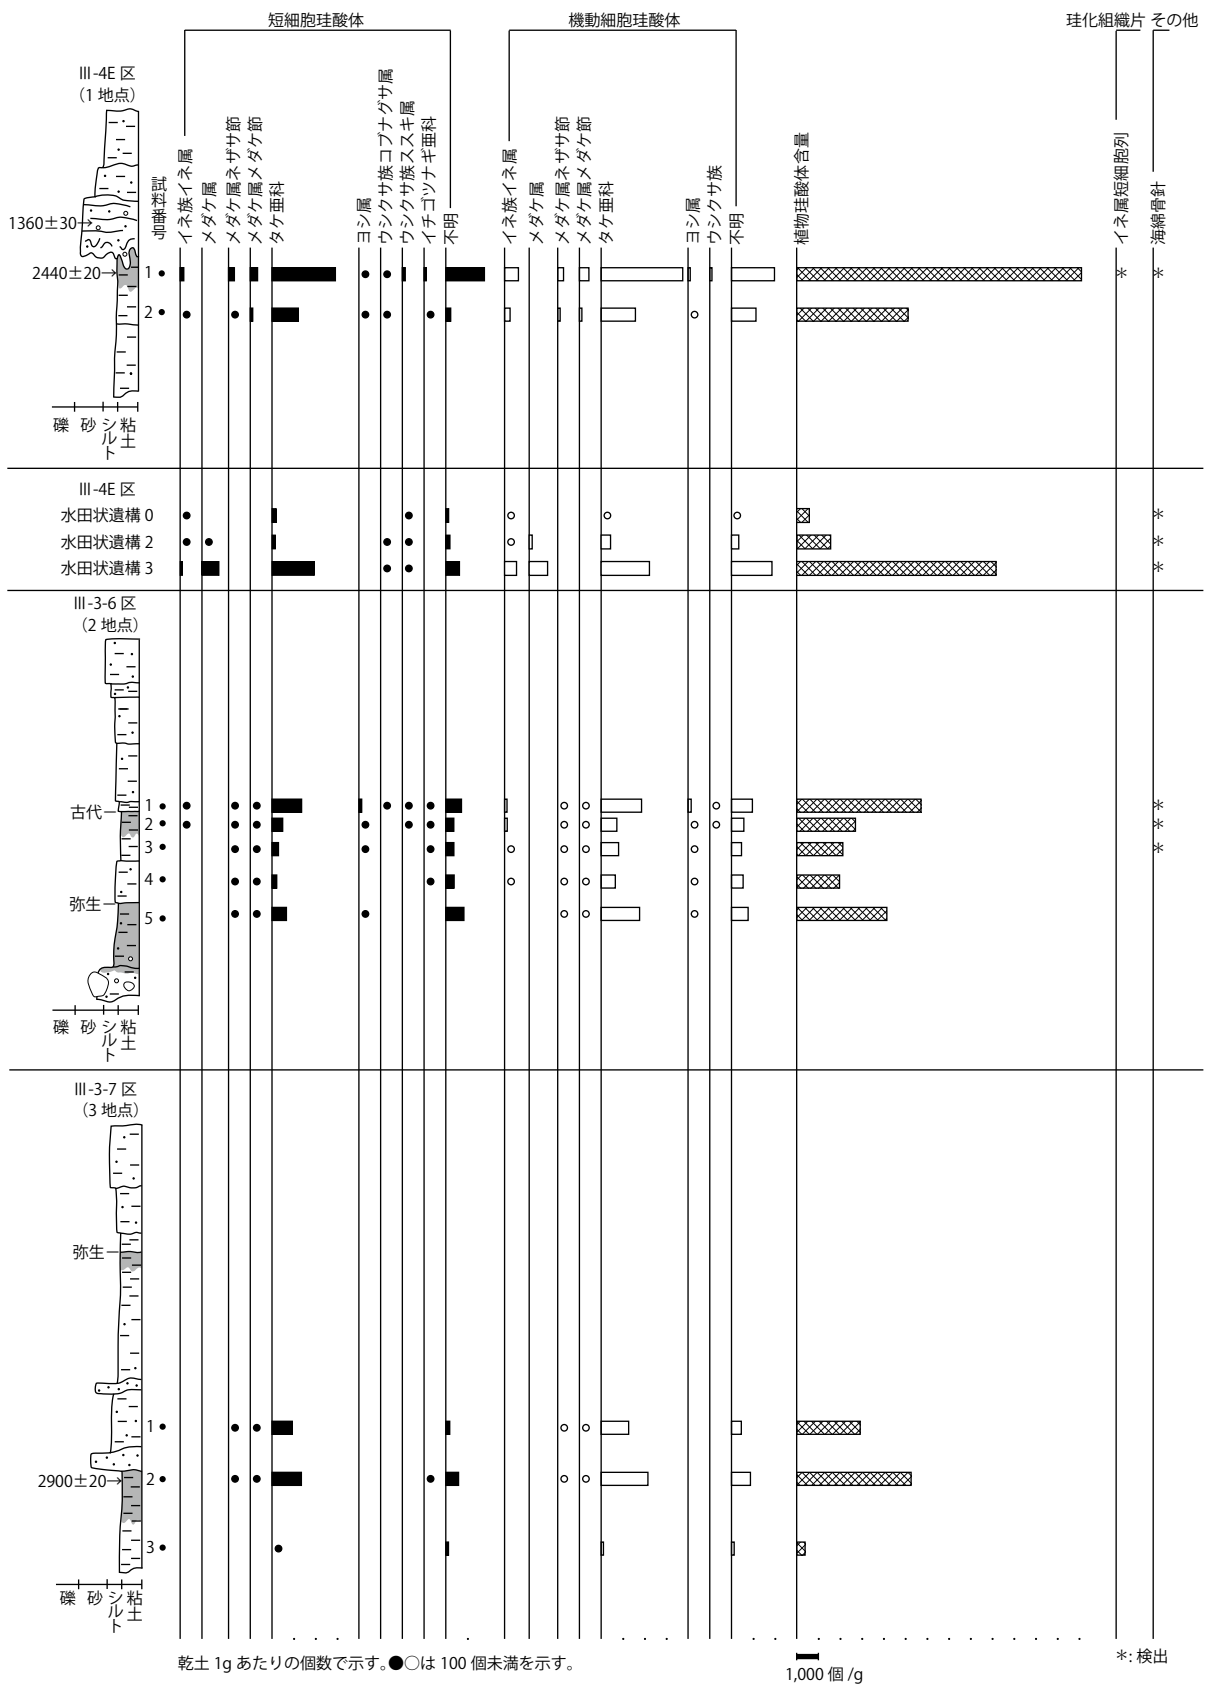 短細胞珪酸体
機動細胞珪酸体
珪化組織片 その他
イネ族イネ属
メダケ属
メダケ属ネザサ節
メダケ属メダケ節
タケ亜科
ヨシ属
ウシクサ族コブナグサ属
ウシクサ族ススキ属
イチゴツナギ亜科
不明
イネ族イネ属
メダケ属
メダケ属ネザサ節
メダケ属メダケ節
タケ亜科
ヨシ属
ウシクサ族
不明
植物珪酸体含量
イネ属短細胞列
海綿骨針
試料番号
III-4E 区
（1 地点）
1360±30→
2440±20→
1
＊ ＊
2
礫 砂 シルト 粘土
III-4E 区
水田状遺構 0
＊
水田状遺構 2
＊
水田状遺構 3
＊
III-3-6 区
（2 地点）
古代
1
＊
2
＊
3
＊
4
弥生
5
礫 砂 シルト 粘土
III-3-7 区
（3 地点）
弥生
1
2900±20→
2
3
礫 砂 シルト 粘土
乾土 1g あたりの個数で示す。●○は 100 個未満を示す。
1,000 個 /g
＊: 検出